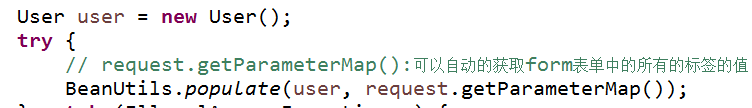 User user = new User();
try {
// request.getParameterMap():可以自动的获取form表单中的所有的标签的值
BeanUtils.populate(user, request.getParameterMap());